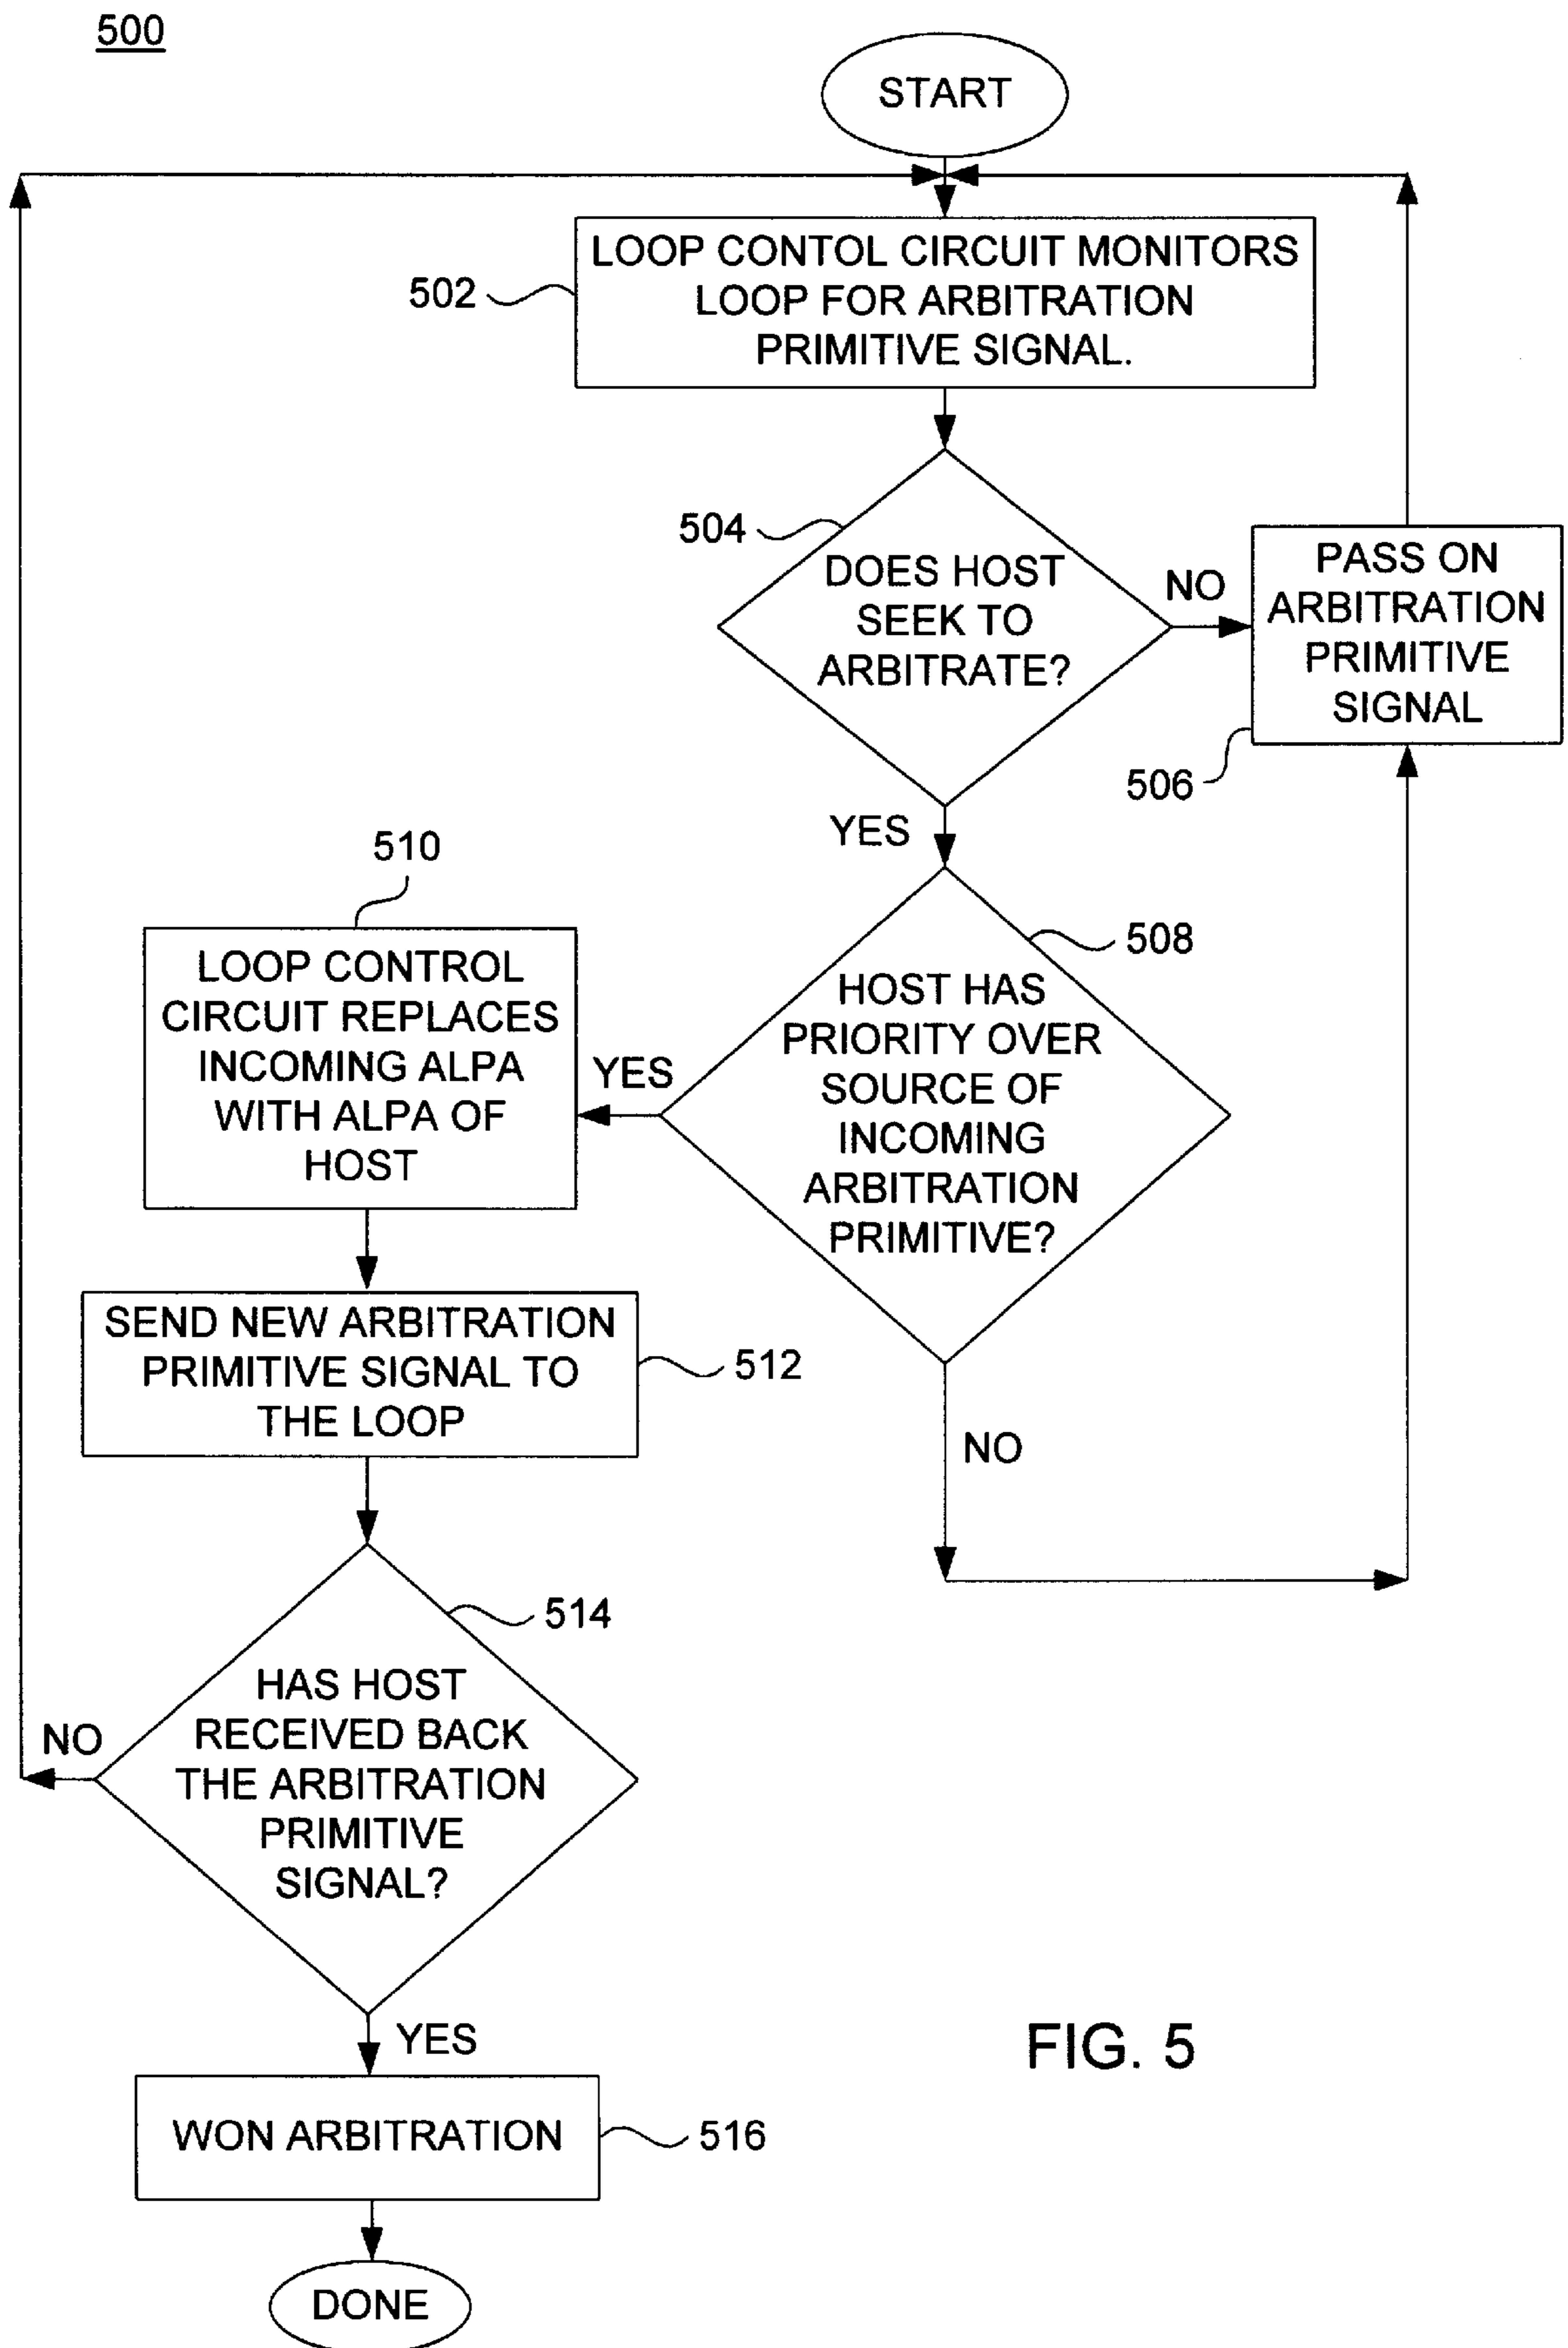 500
START
LOOP CONTOL CIRCUIT MONITORS
LOOP FOR ARBITRATION
PRIMITIVE SIGNAL.
502
504
DOES HOST
SEEK TO
ARBITRATE?
NO
PASS ON
ARBITRATION
PRIMITIVE
SIGNAL
506
YES
508
HOST HAS
PRIORITY OVER
SOURCE OF
INCOMING
ARBITRATION
PRIMITIVE?
YES
NO
510
LOOP CONTROL
CIRCUIT REPLACES
INCOMING ALPA
WITH ALPA OF
HOST
SEND NEW ARBITRATION
PRIMITIVE SIGNAL TO
THE LOOP
512
514
HAS HOST
RECEIVED BACK
THE ARBITRATION
PRIMITIVE
SIGNAL?
NO
YES
WON ARBITRATION
516
DONE
FIG. 5